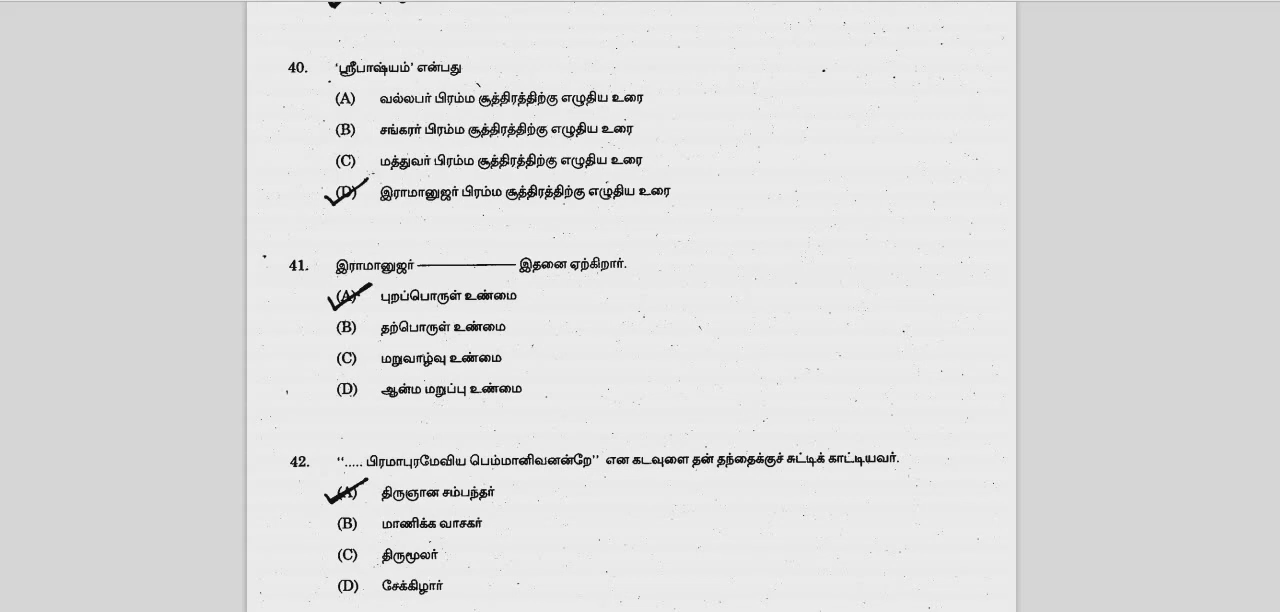 40. 'ஸ்ரீபாஷ்யம்' என்பது
(A) வல்லபர் பிரம்ம சூத்திரத்திற்கு எழுதிய உரை
(B) சங்கரர் பிரம்ம சூத்திரத்திற்கு எழுதிய உரை
(C) மத்துவர் பிரம்ம சூத்திரத்திற்கு எழுதிய உரை
(D) இராமானுஜர் பிரம்ம சூத்திரத்திற்கு எழுதிய உரை
41. இராமானுஜர் ———— இதனை ஏற்கிறார்.
(A) புறப்பொருள் உண்மை
(B) தற்பொருள் உண்மை
(C) மறுவாழ்வு உண்மை
(D) ஆன்ம மறுப்பு உண்மை
42. "..... பிரமாபுரமேவிய பெம்மானிவனன்றே" என கடவுளை தன் தந்தைக்குச் சுட்டிக் காட்டியவர்.
(A) திருஞான சம்பந்தர்
(B) மாணிக்க வாசகர்
(C) திருமூலர்
(D) சேக்கிழார்